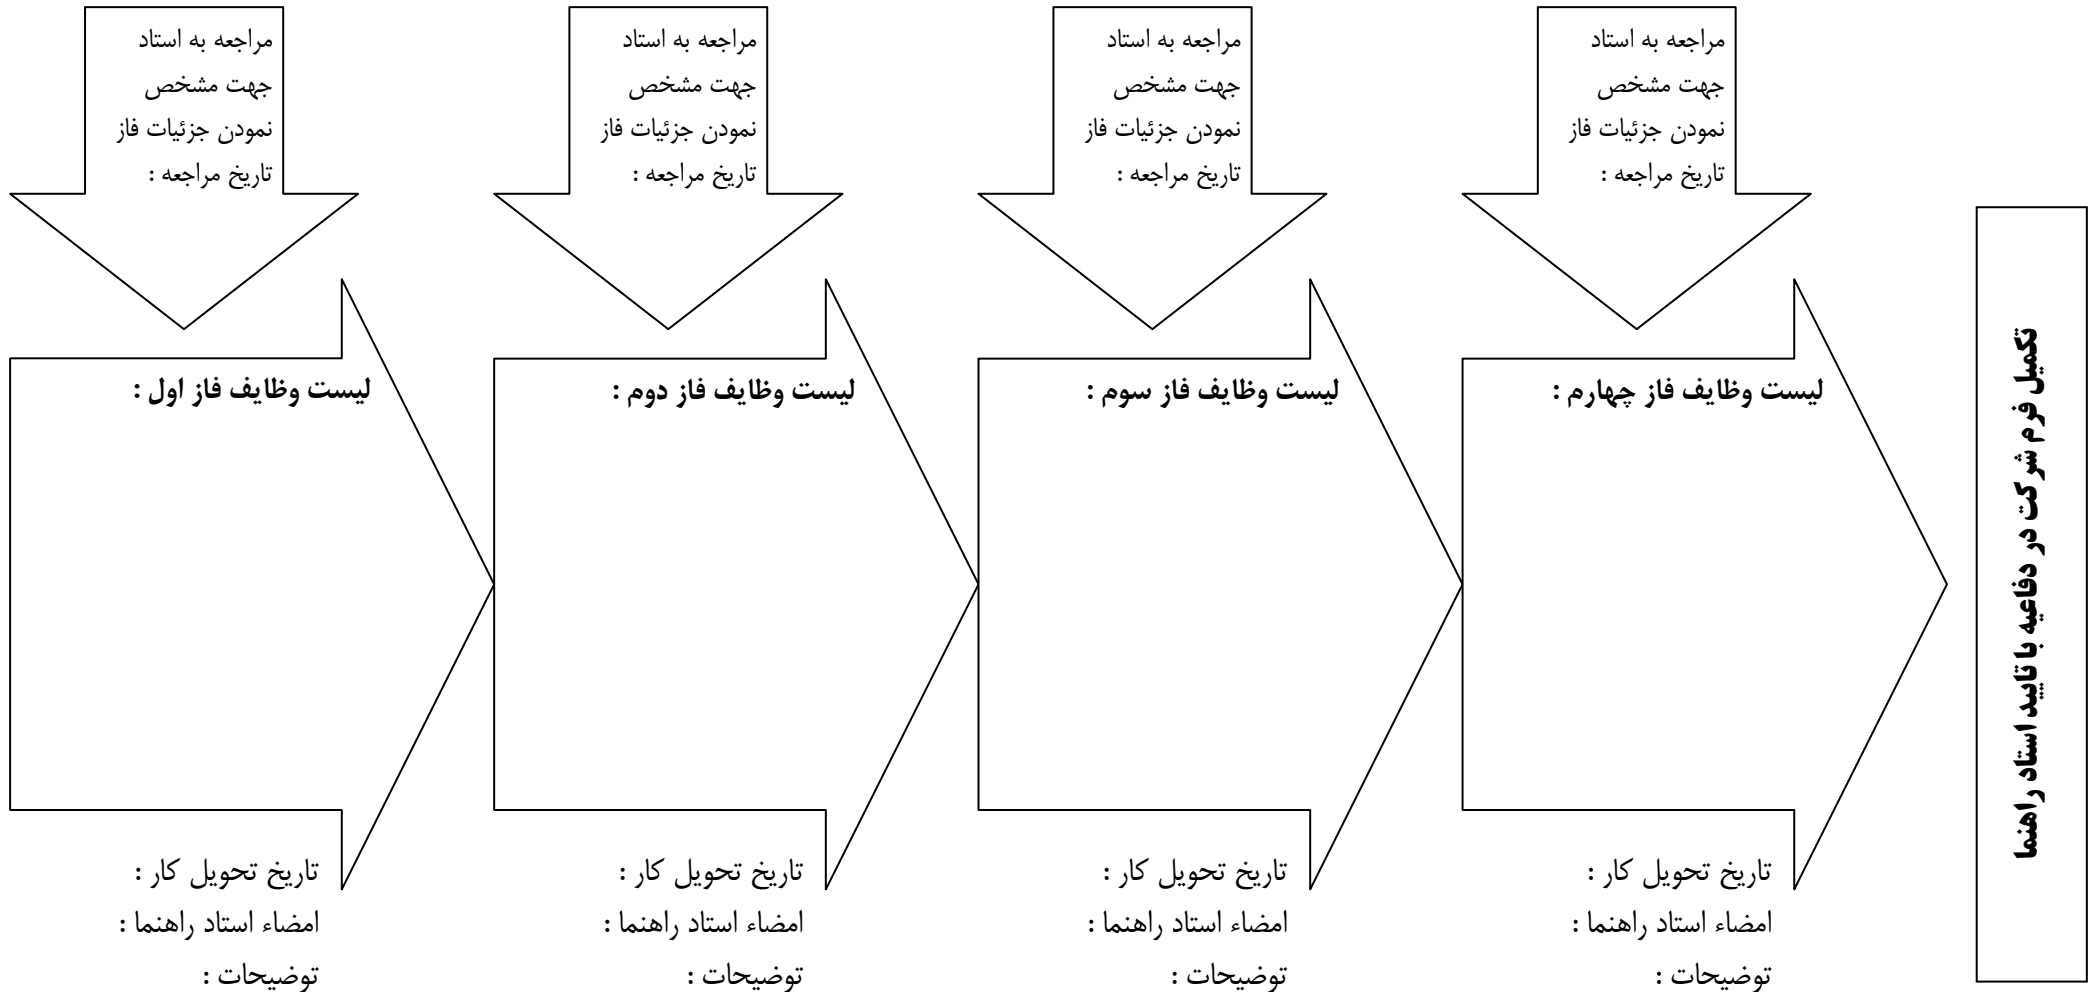 مراجعه به استاد
جهت مشخص
نمودن جزئیات فاز
تاریخ مراجعه :
مراجعه به استاد
جهت مشخص
نمودن جزئیات فاز
تاریخ مراجعه :
مراجعه به استاد
جهت مشخص
نمودن جزئیات فاز
تاریخ مراجعه :
مراجعه به استاد
جهت مشخص
نمودن جزئیات فاز
تاریخ مراجعه :
لیست وظایف فاز اول :
لیست وظایف فاز دوم :
لیست وظایف فاز سوم :
لیست وظایف فاز چهارم :
تاریخ تحویل کار :
امضاء استاد راهنما :
توضیحات :
تاریخ تحویل کار :
امضاء استاد راهنما :
توضیحات :
تاریخ تحویل کار :
امضاء استاد راهنما :
توضیحات :
تاریخ تحویل کار :
امضاء استاد راهنما :
توضیحات :
تکمیل فرم شرکت در دفاعیه با تایید استاد راهنما